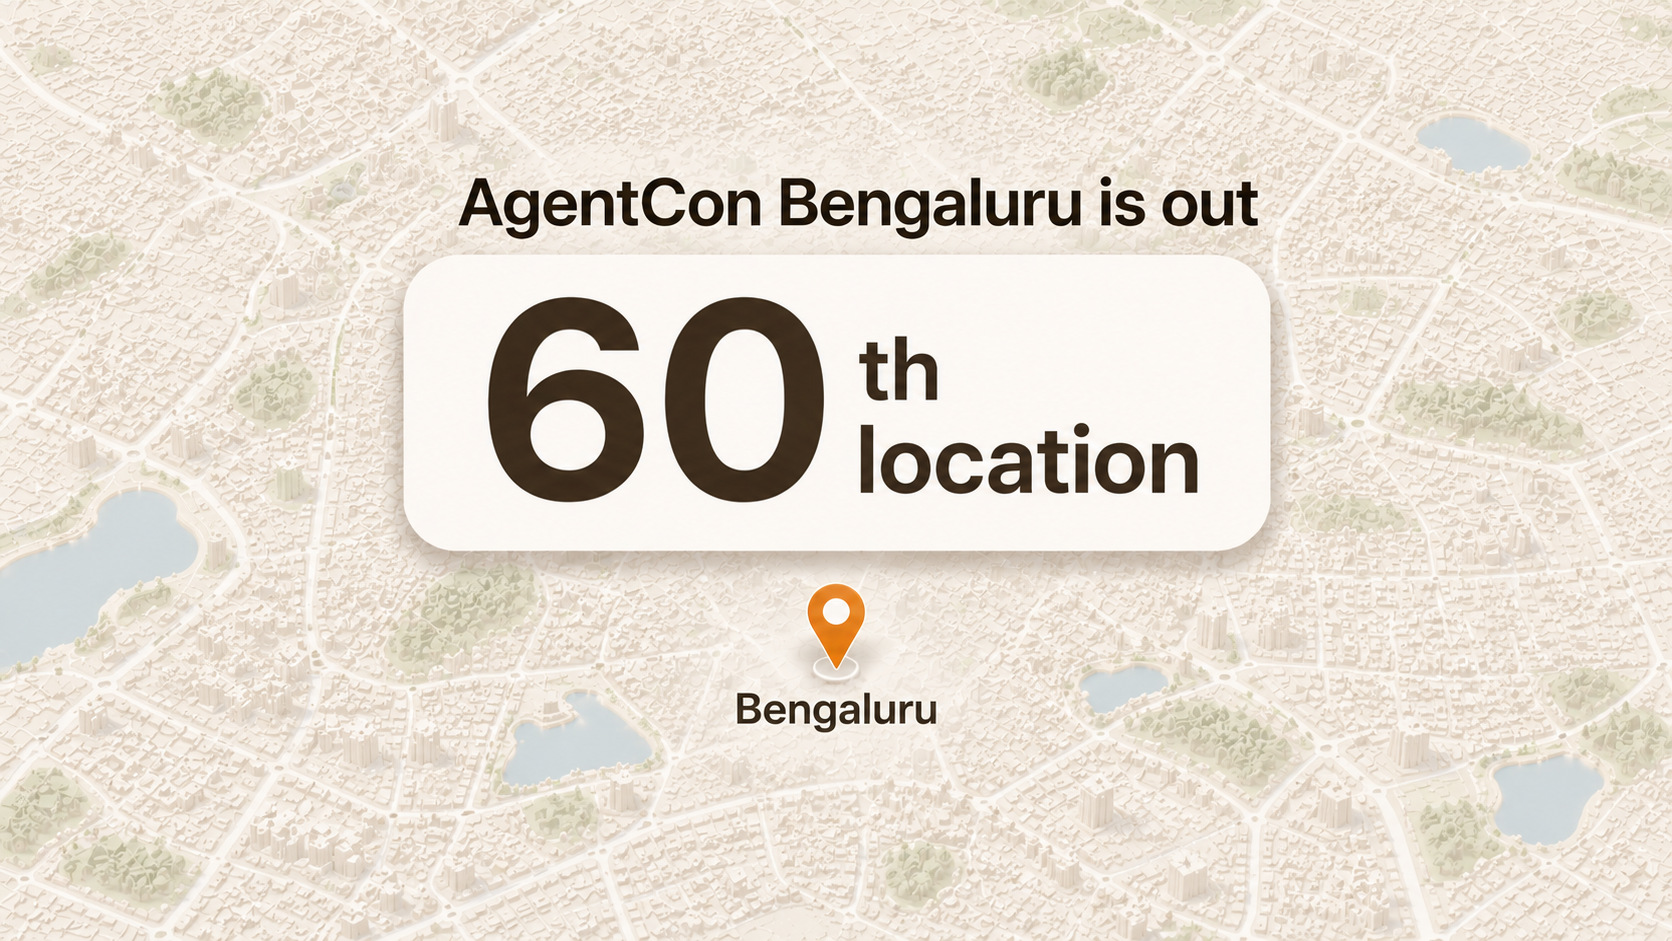 AgentCon Bengaluru is out
60 th
location
Bengaluru